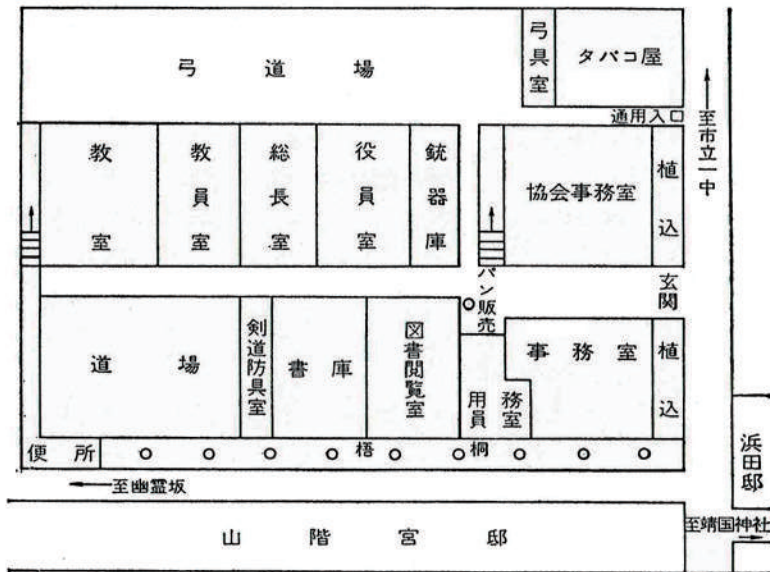 弓道場
弓具室
タバコ屋
通用入口
至市立一中
教室
教員室
総長室
役員室
銃器庫
協会事務室
植込
玄関
パン販売
道場
剣道防具室
書庫
図書閲覧室
用務員室
事務室
植込
便所
梧桐
浜田邸
至幽霊坂
至靖国神社
山階宮邸